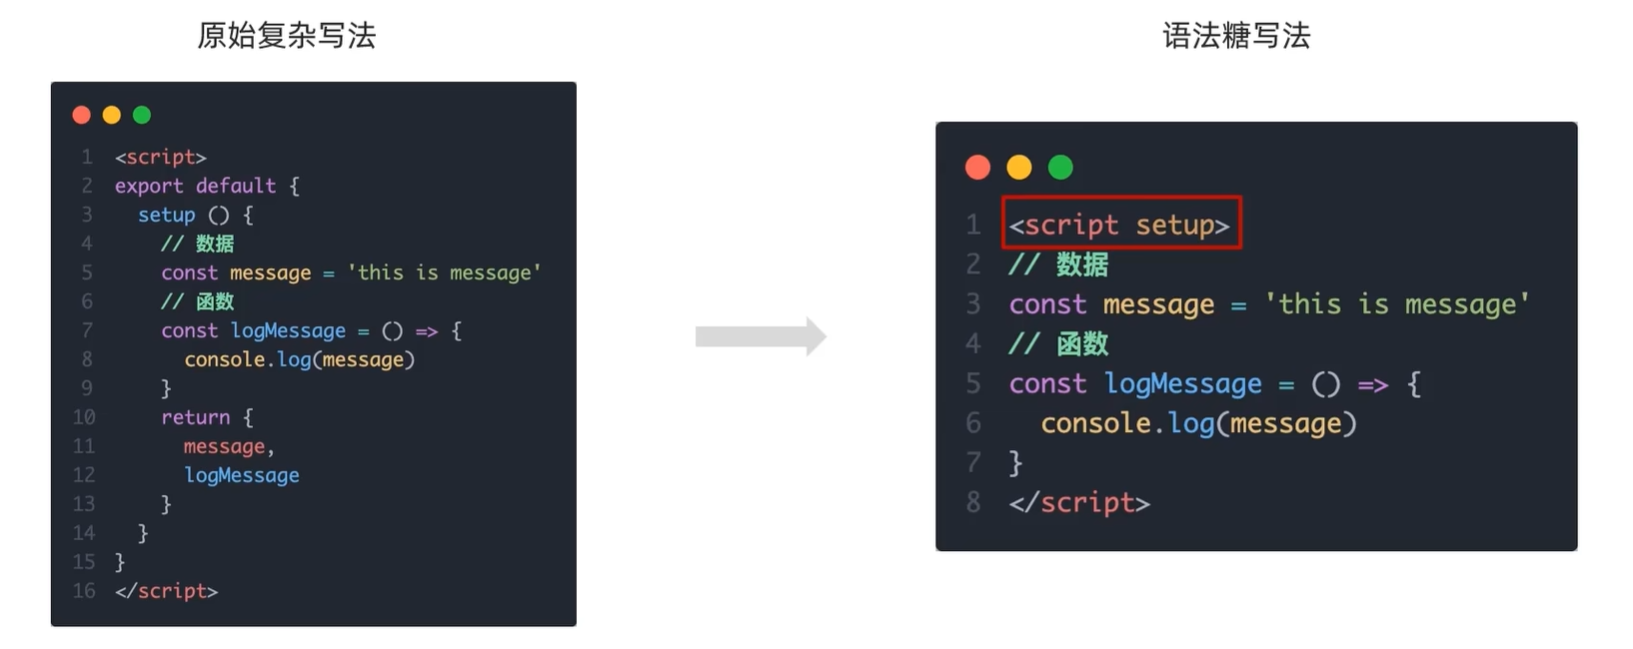 原始复杂写法
1 <script>
2 export default {
3   setup () {
4     // 数据
5     const message = 'this is message'
6     // 函数
7     const logMessage = () => {
8       console.log(message)
9     }
10     return {
11       message,
12       logMessage
13     }
14   }
15 }
16 </script>
语法糖写法
1 <script setup>
2 // 数据
3 const message = 'this is message'
4 // 函数
5 const logMessage = () => {
6   console.log(message)
7 }
8 </script>